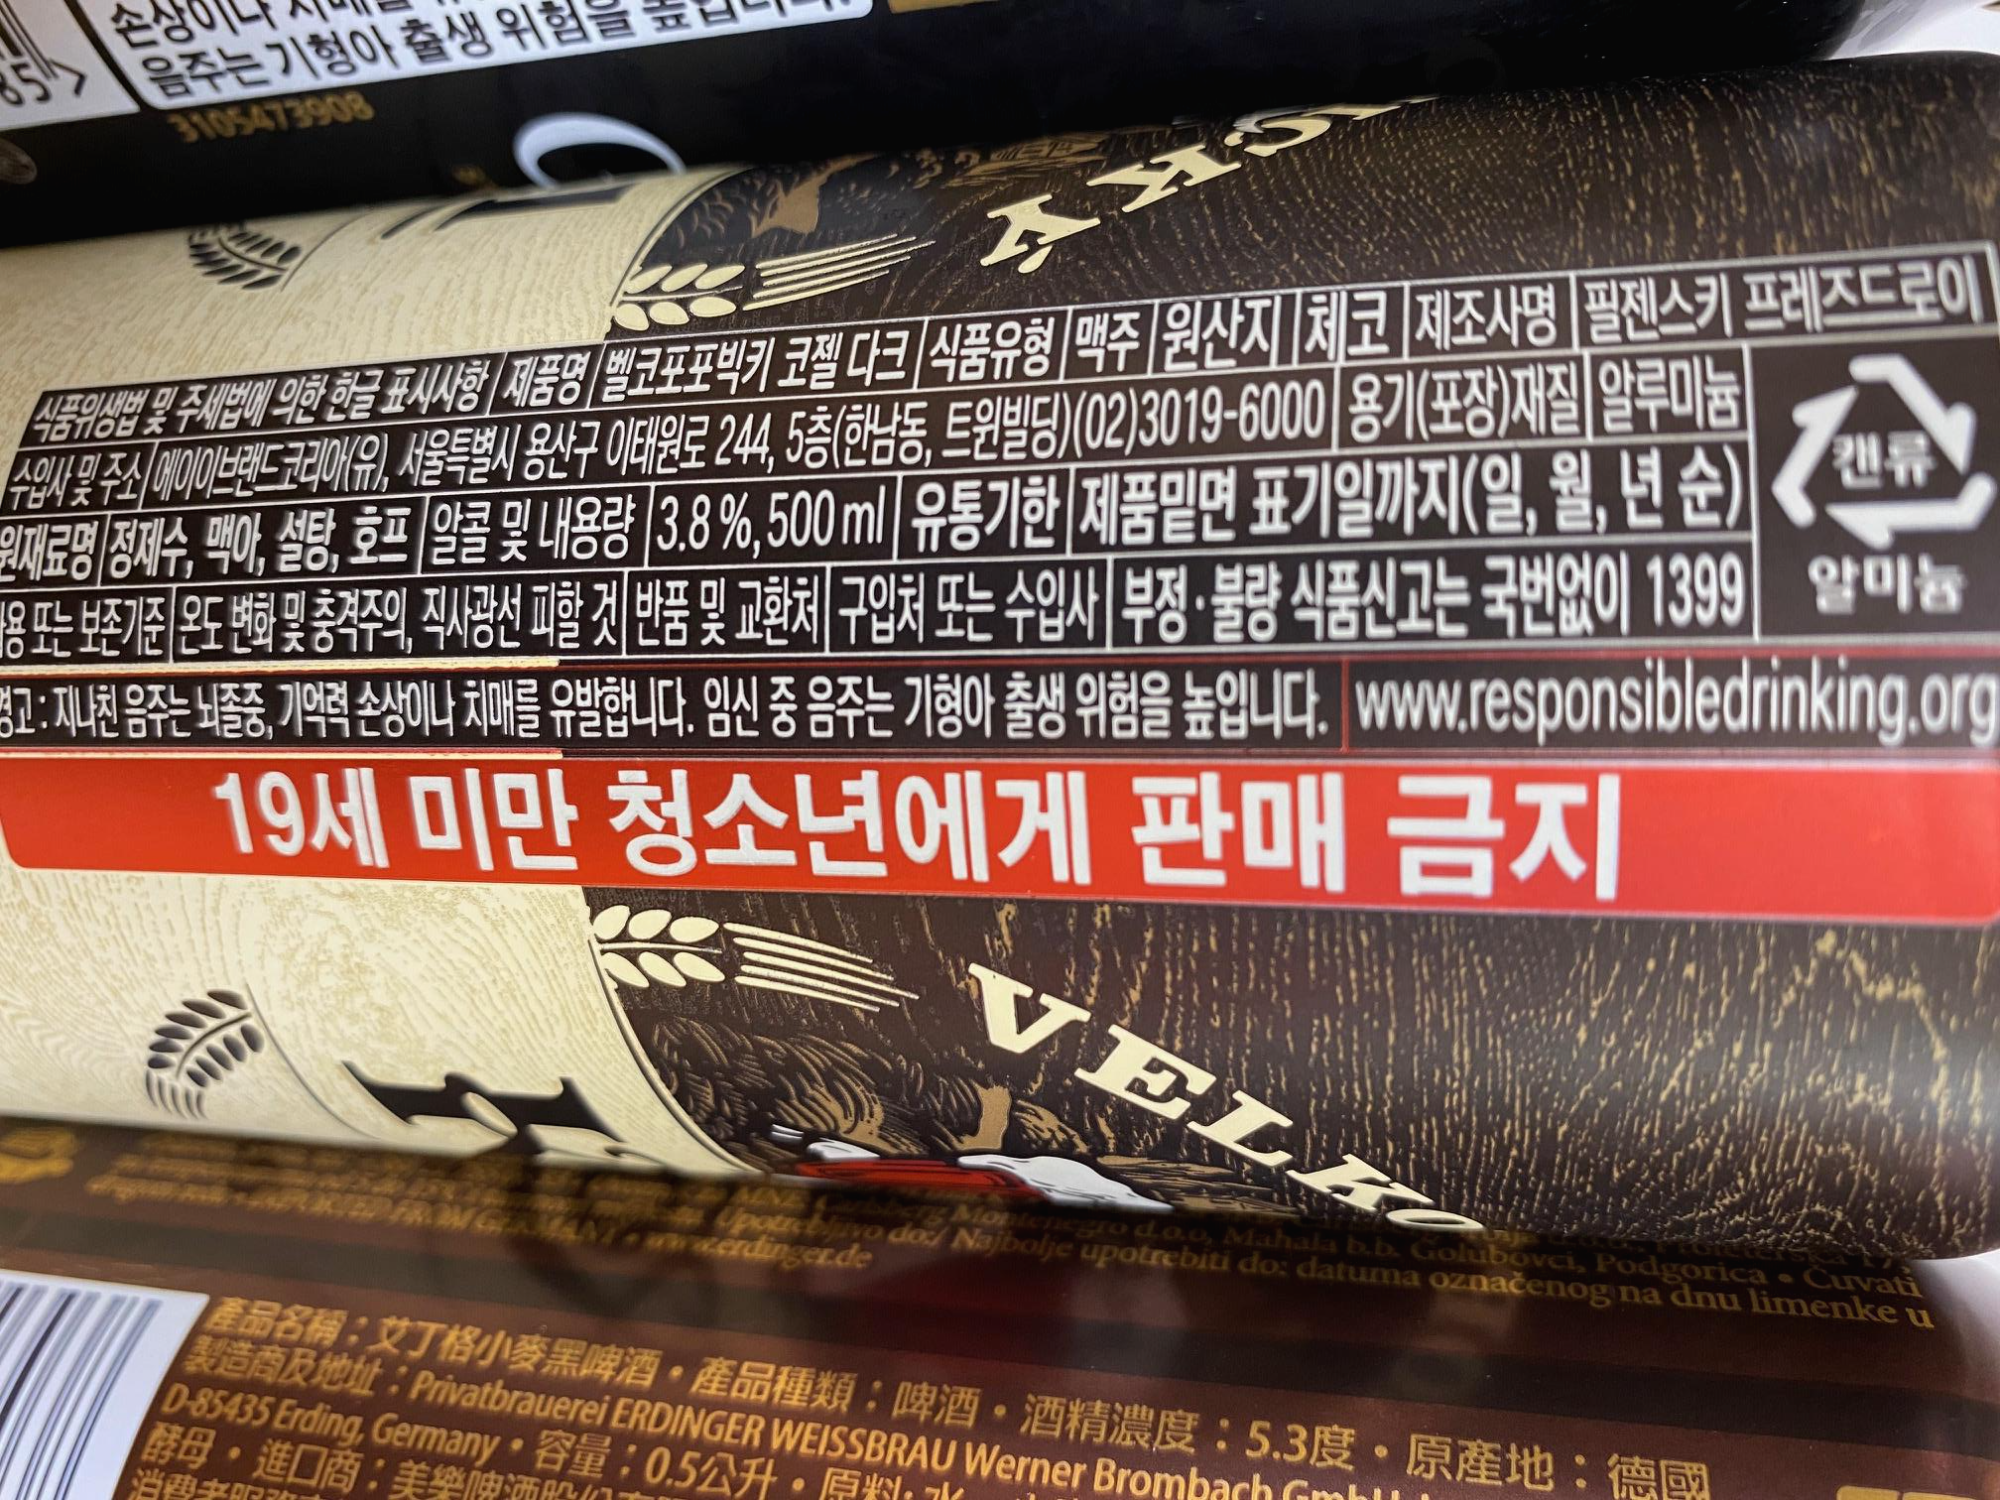 음주는 기형아 출생 위험을 높입니다.
3105473908
식품위생법 및 주세법에 의한 한글 표시사항 제품명 벨코포포빅키 코젤 다크 식품유형 맥주 원산지 체코 제조사명 필젠스키 프레즈드로이
수입사 및 주소 에이이브랜드코리아(유), 서울특별시 용산구 이태원로 244, 5층(한남동, 트윈빌딩)(02)3019-6000 용기(포장)재질 알루미늄
원재료명 정제수, 맥아, 설탕, 호프 알콜 및 내용량 3.8 %, 500 ml 유통기한 제품밑면 표기일까지(일, 월, 년 순)
캔류
알미늄
또는 보존기준 온도 변화 및 충격주의, 직사광선 피할 것 반품 및 교환처 구입처 또는 수입사 부정·불량 식품신고는 국번없이 1399
경고 : 지나친 음주는 뇌졸중, 기억력 손상이나 치매를 유발합니다. 임신 중 음주는 기형아 출생 위험을 높입니다. www.responsibledrinking.org
19세 미만 청소년에게 판매 금지
VELKO
Montenegro d.o.o, Mahala b.b. Golubovci, Podgorica • Čuvati
IMPORTED FROM GERMANY • www.erdinger.de
Upotrebljivo do:/ Najbolje upotrebiti do: datuma označenog na dnu limenke u
產品名稱：艾丁格小麥黑啤酒・產品種類：啤酒・酒精濃度：5.3度・原產地：德國
製造商及地址：Privatbrauerei ERDINGER WEISSBRAU Werner Brombach GmbH
D-85435 Erding, Germany・容量：0.5公升・原料:水
酵母・進口商：美樂啤酒股份有限